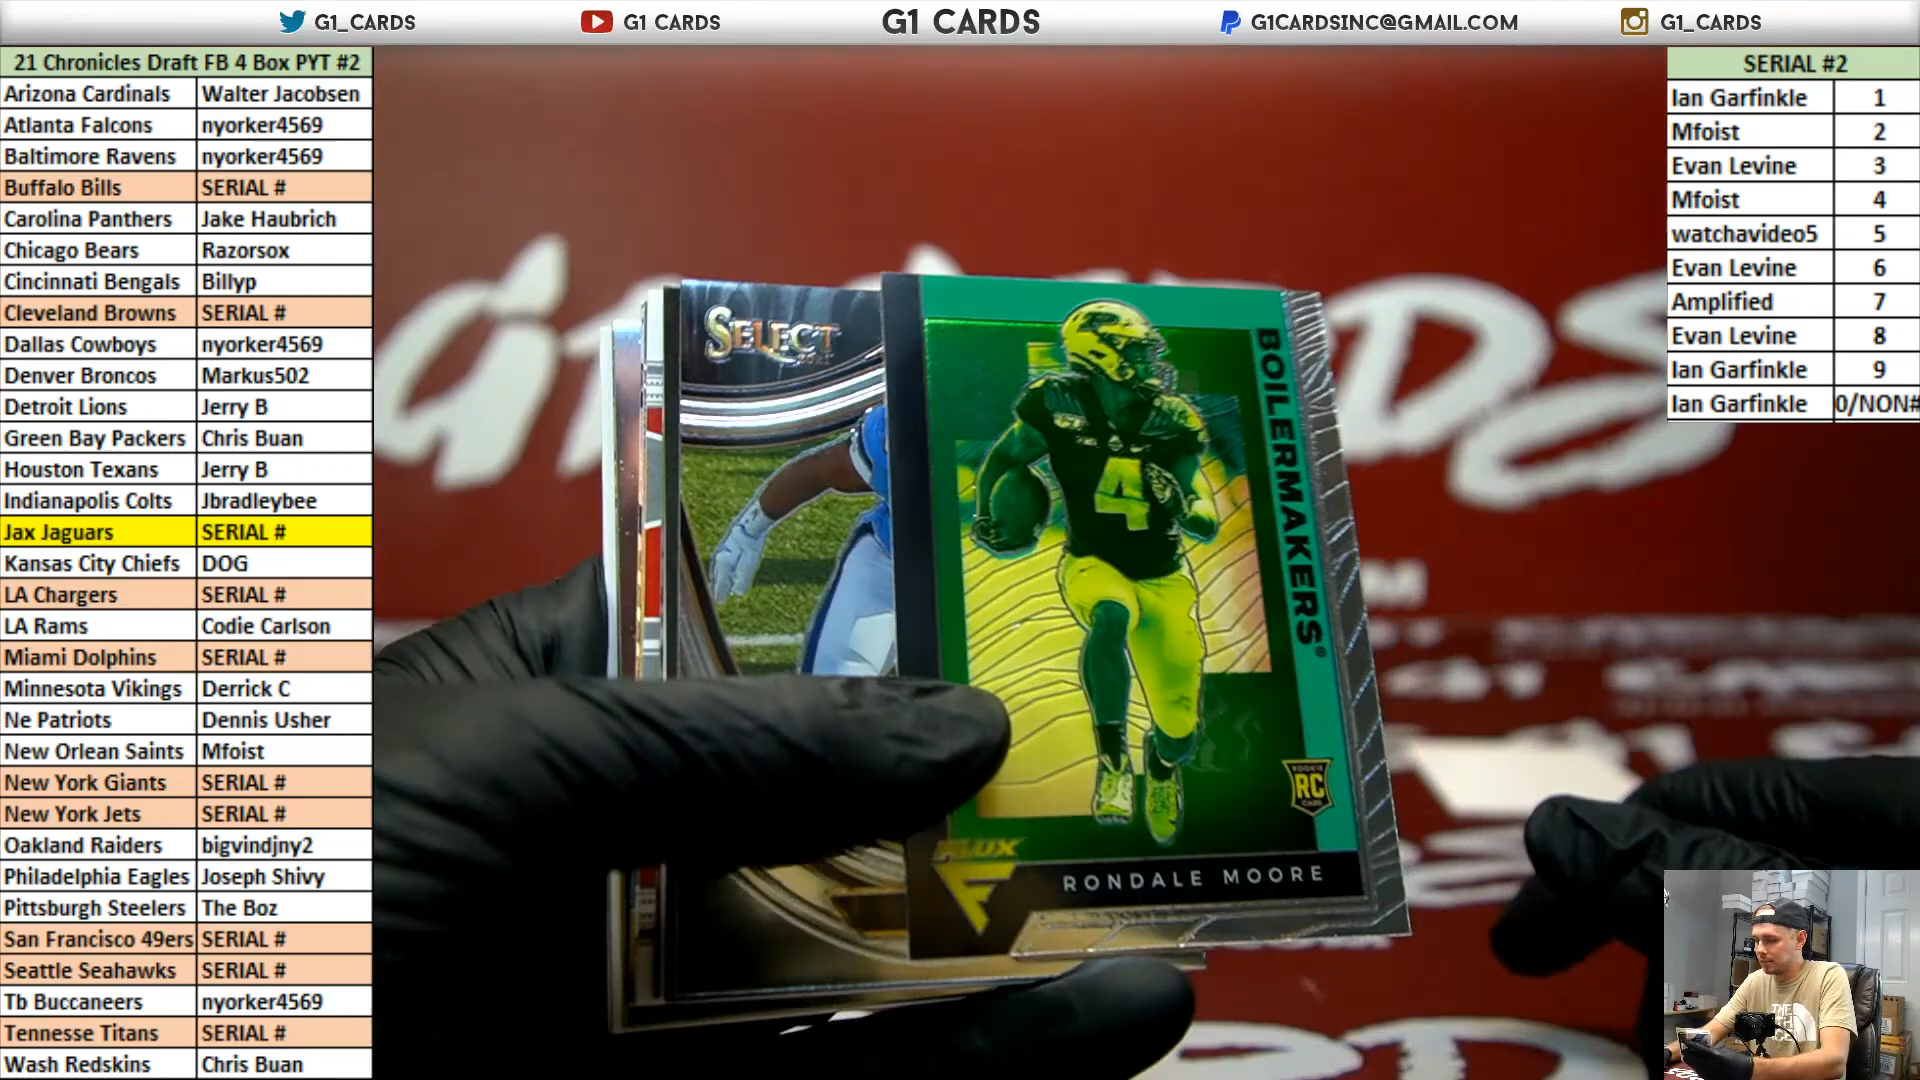 G1_CARDS G1 CARDS G1 CARDS G1CARDSINC@GMAIL.COM G1_CARDS
21 Chronicles Draft FB 4 Box PYT #2
Arizona Cardinals Walter Jacobsen
Atlanta Falcons nyorker4569
Baltimore Ravens nyorker4569
Buffalo Bills SERIAL #
Carolina Panthers Jake Haubrich
Chicago Bears Razorsox
Cincinnati Bengals Billyp
Cleveland Browns SERIAL #
Dallas Cowboys nyorker4569
Denver Broncos Markus502
Detroit Lions Jerry B
Green Bay Packers Chris Buan
Houston Texans Jerry B
Indianapolis Colts Jbradleybee
Jax Jaguars SERIAL #
Kansas City Chiefs DOG
LA Chargers SERIAL #
LA Rams Codie Carlson
Miami Dolphins SERIAL #
Minnesota Vikings Derrick C
Ne Patriots Dennis Usher
New Orlean Saints Mfoist
New York Giants SERIAL #
New York Jets SERIAL #
Oakland Raiders bigvindjny2
Philadelphia Eagles Joseph Shivy
Pittsburgh Steelers The Boz
San Francisco 49ers SERIAL #
Seattle Seahawks SERIAL #
Tb Buccaneers nyorker4569
Tennesse Titans SERIAL #
Wash Redskins Chris Buan
SELECT
BOILERMAKERS®
4
ROOKIE
RC
CARD
FLUX
RONDALE MOORE
SERIAL #2
Ian Garfinkle 1
Mfoist 2
Evan Levine 3
Mfoist 4
watchavideo5 5
Evan Levine 6
Amplified 7
Evan Levine 8
Ian Garfinkle 9
Ian Garfinkle 0/NON#